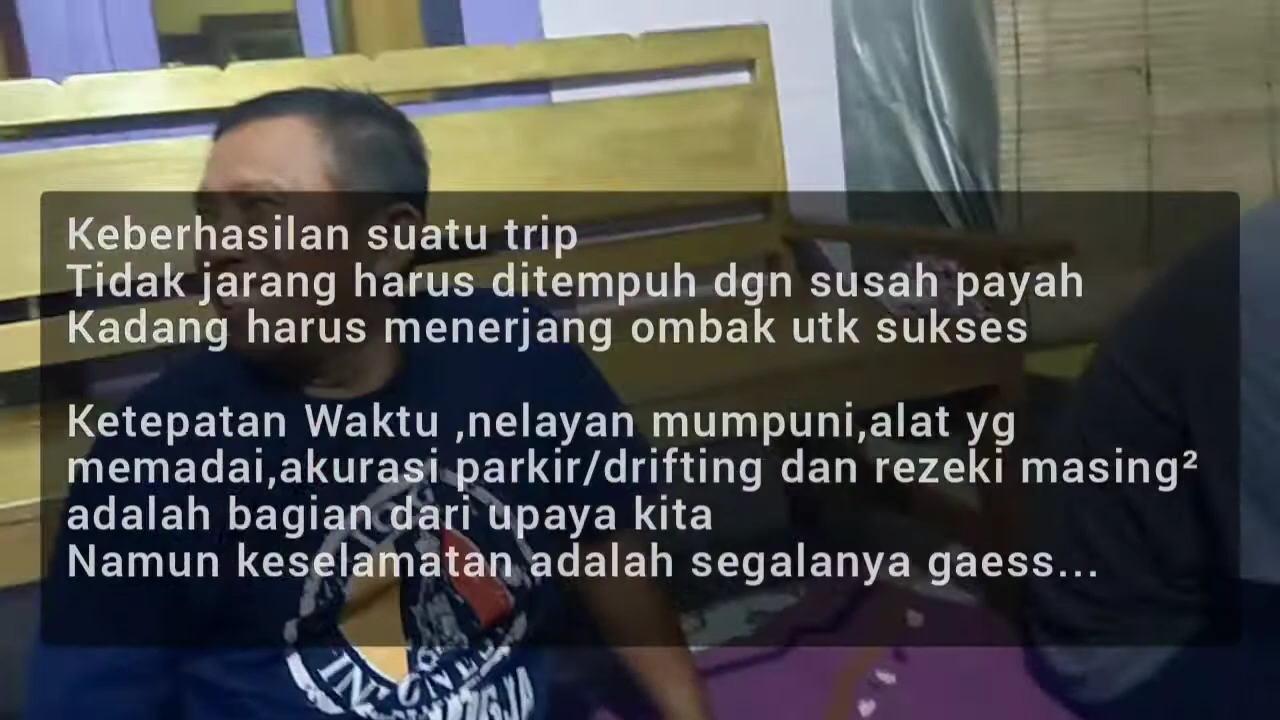 Keberhasilan suatu trip
Tidak jarang harus ditempuh dgn susah payah
Kadang harus menerjang ombak utk sukses
Ketepatan Waktu ,nelayan mumpuni,alat yg
memadai,akurasi parkir/drifting dan rezeki masing²
adalah bagian dari upaya kita
Namun keselamatan adalah segalanya gaess...